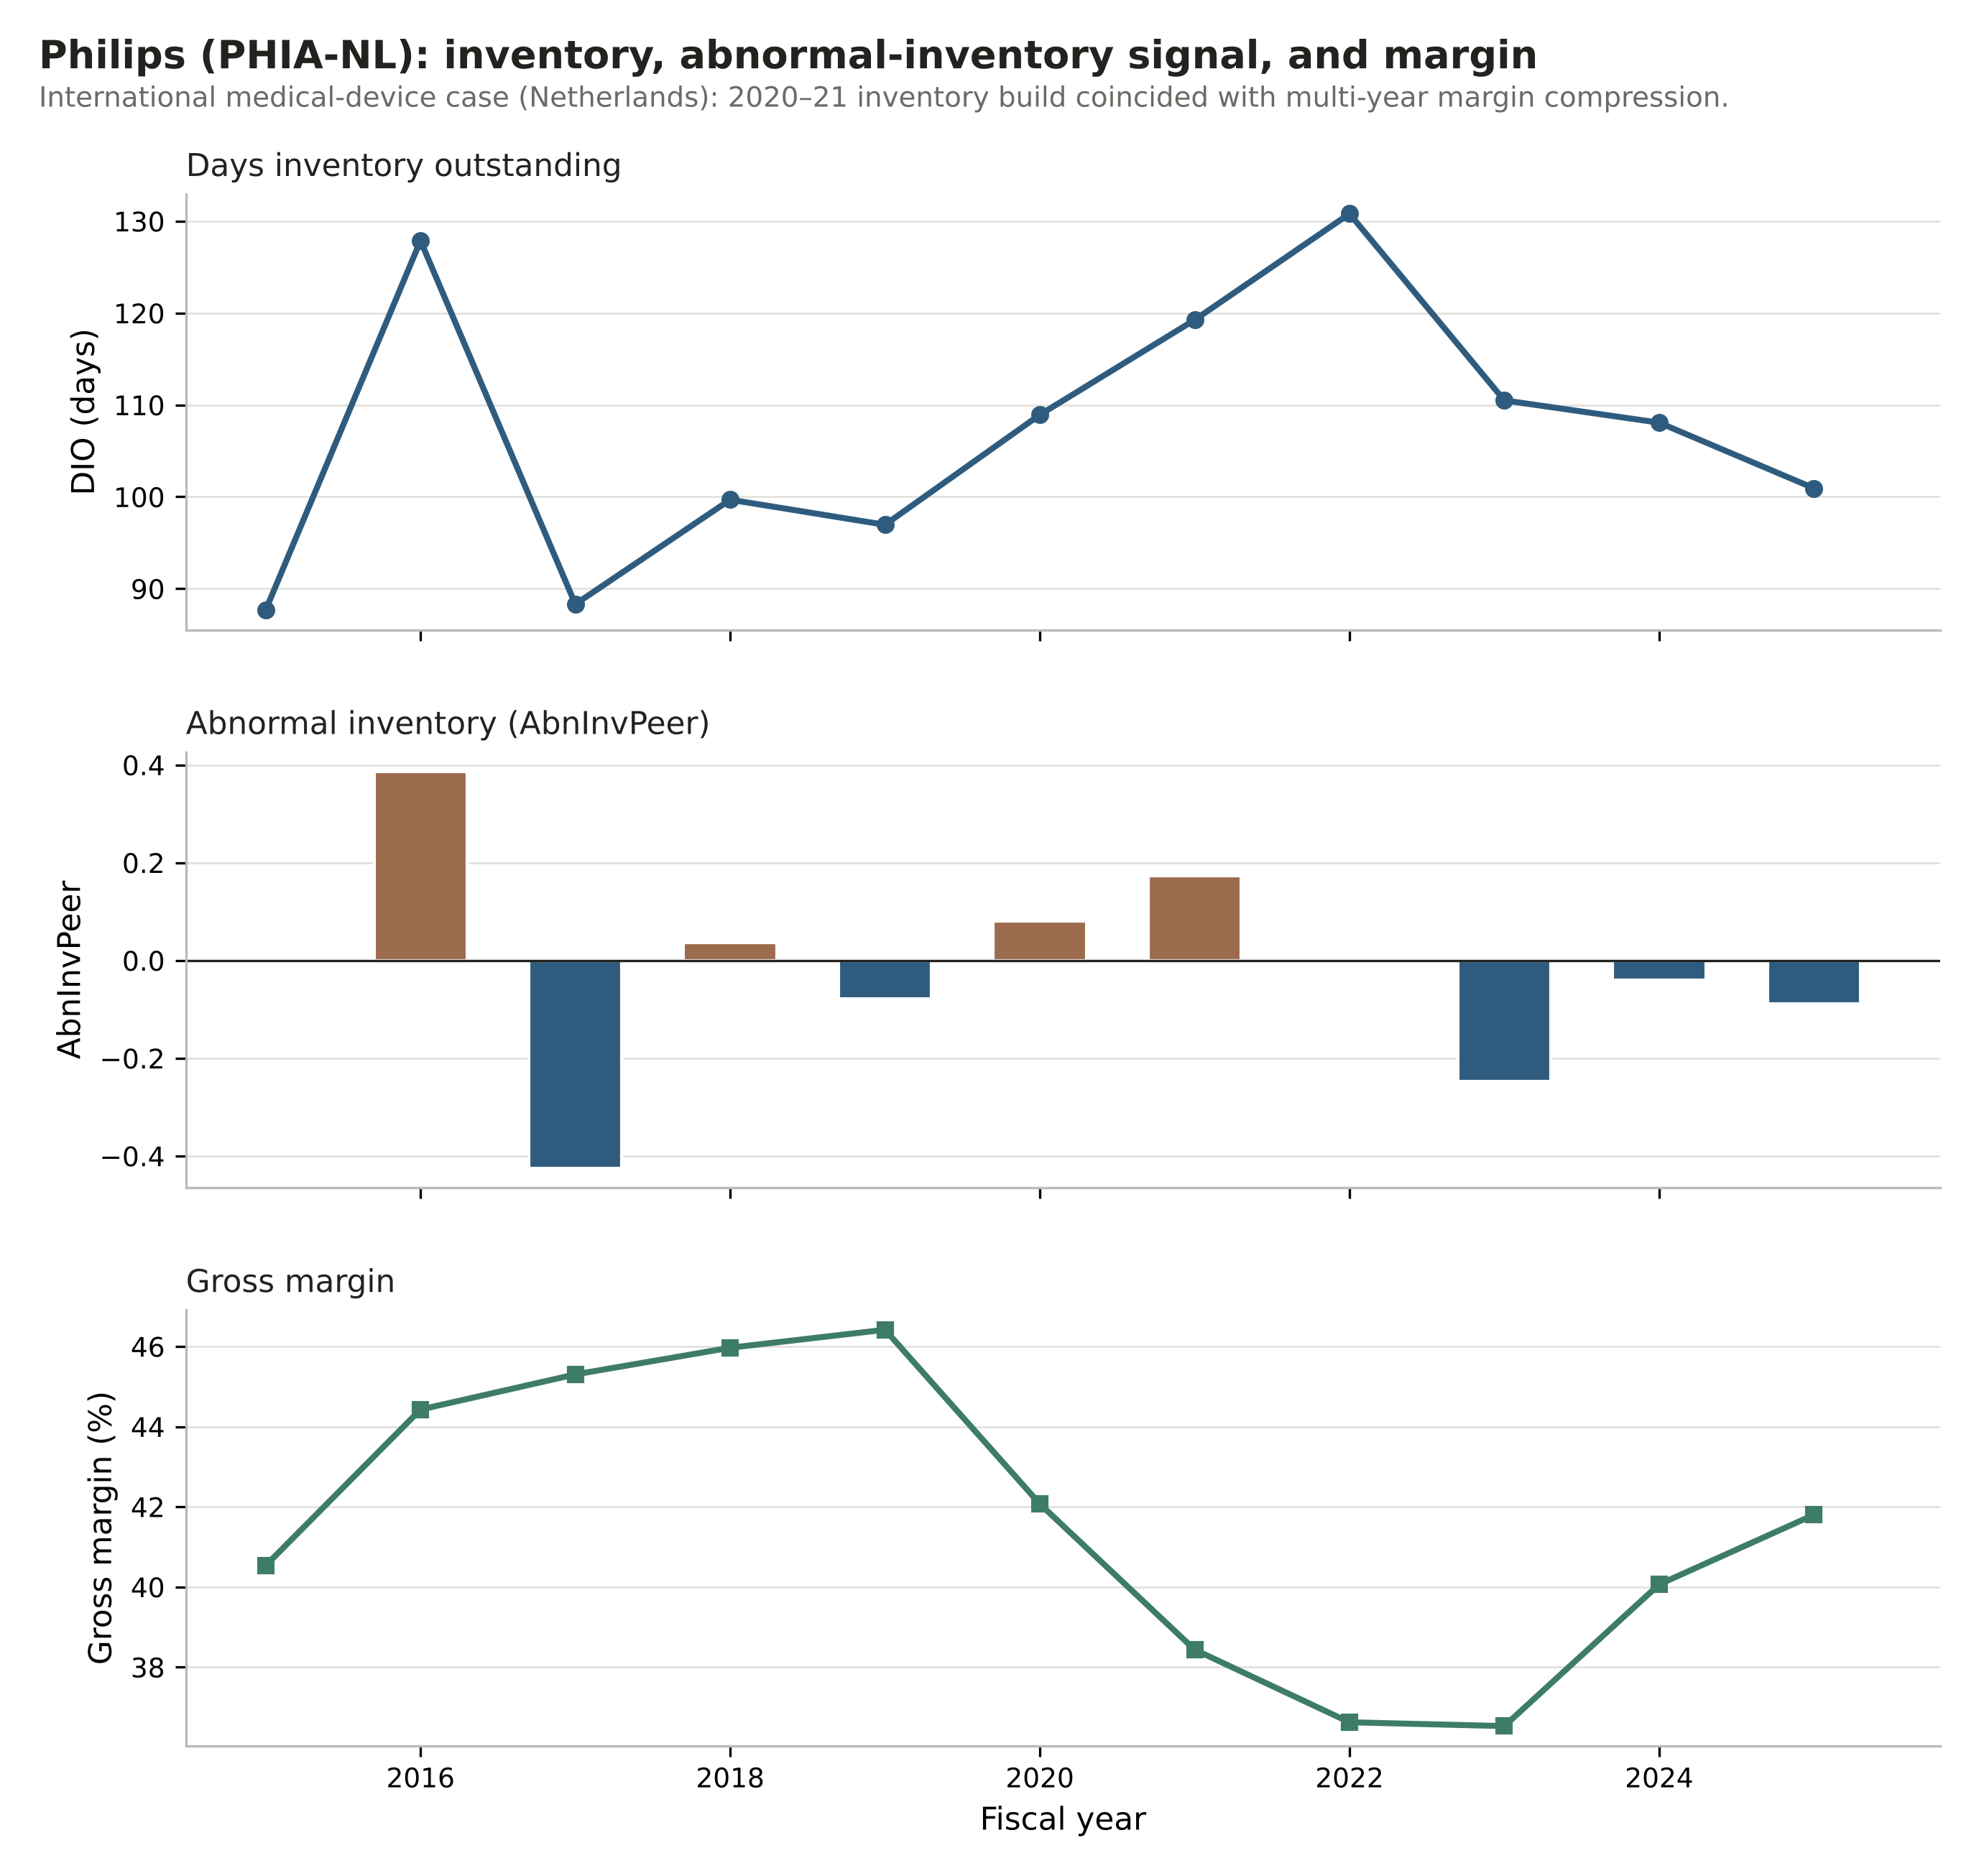 Philips (PHIA-NL): inventory, abnormal-inventory signal, and margin
International medical-device case (Netherlands): 2020–21 inventory build coincided with multi-year margin compression.
Days inventory outstanding
DIO (days)
130
120
110
100
90
Abnormal inventory (AbnInvPeer)
AbnInvPeer
0.4
0.2
0.0
−0.2
−0.4
Gross margin
Gross margin (%)
46
44
42
40
38
2016 2018 2020 2022 2024
Fiscal year